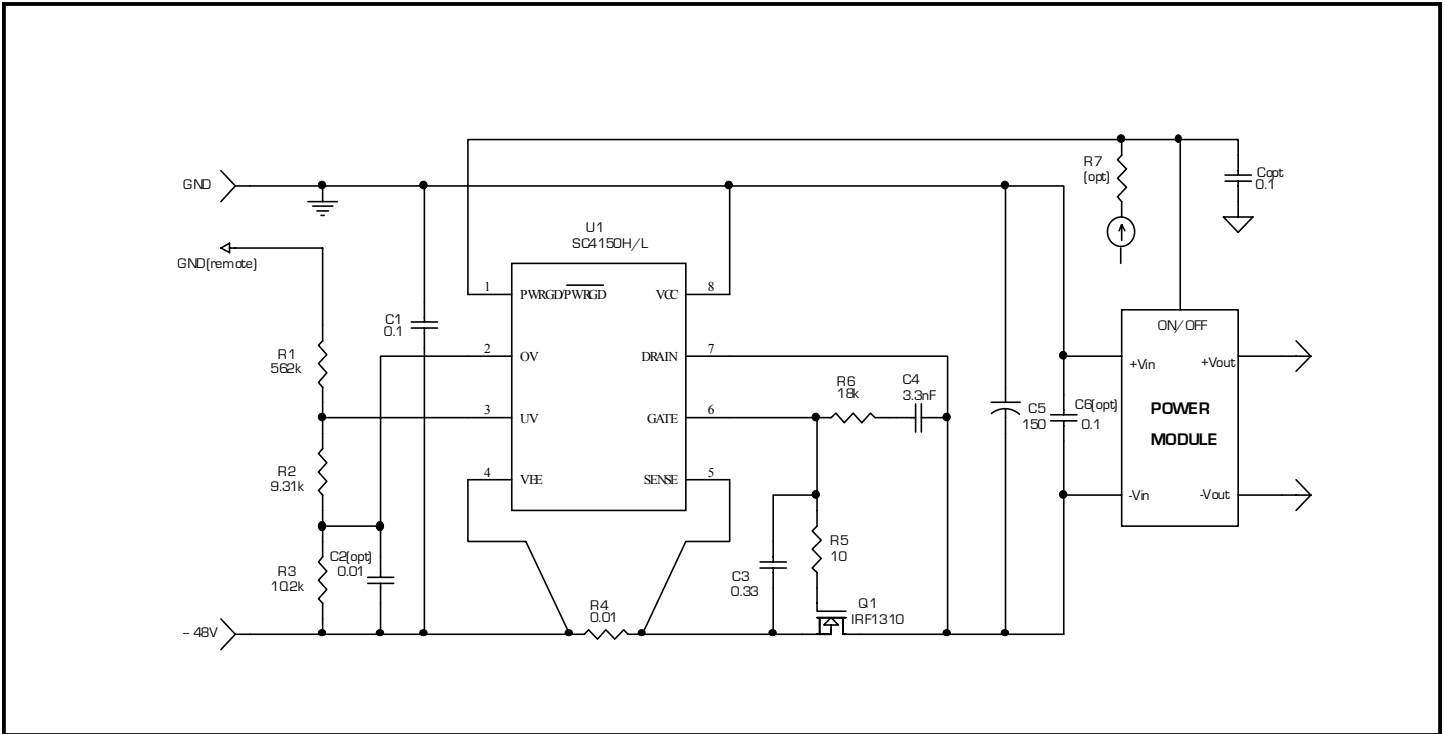 R7
(opt)
Copt
0.1
GND
U1
SC4150H/L
GND(remote)
1
PWRGD/PWRGD
VCC
8
C1
0.1
ON/OFF
R1
562k
2
OV
DRAIN
7
+Vin
+Vout
R6
18k
C4
3.3nF
3
UV
GATE
6
C5
150
C6(opt)
0.1
POWER
MODULE
R2
9.31k
4
VEE
SENSE
5
-Vin
-Vout
R5
10
C2(opt)
0.01
R3
10.2k
C3
0.33
R4
0.01
Q1
IRF1310
- 48V